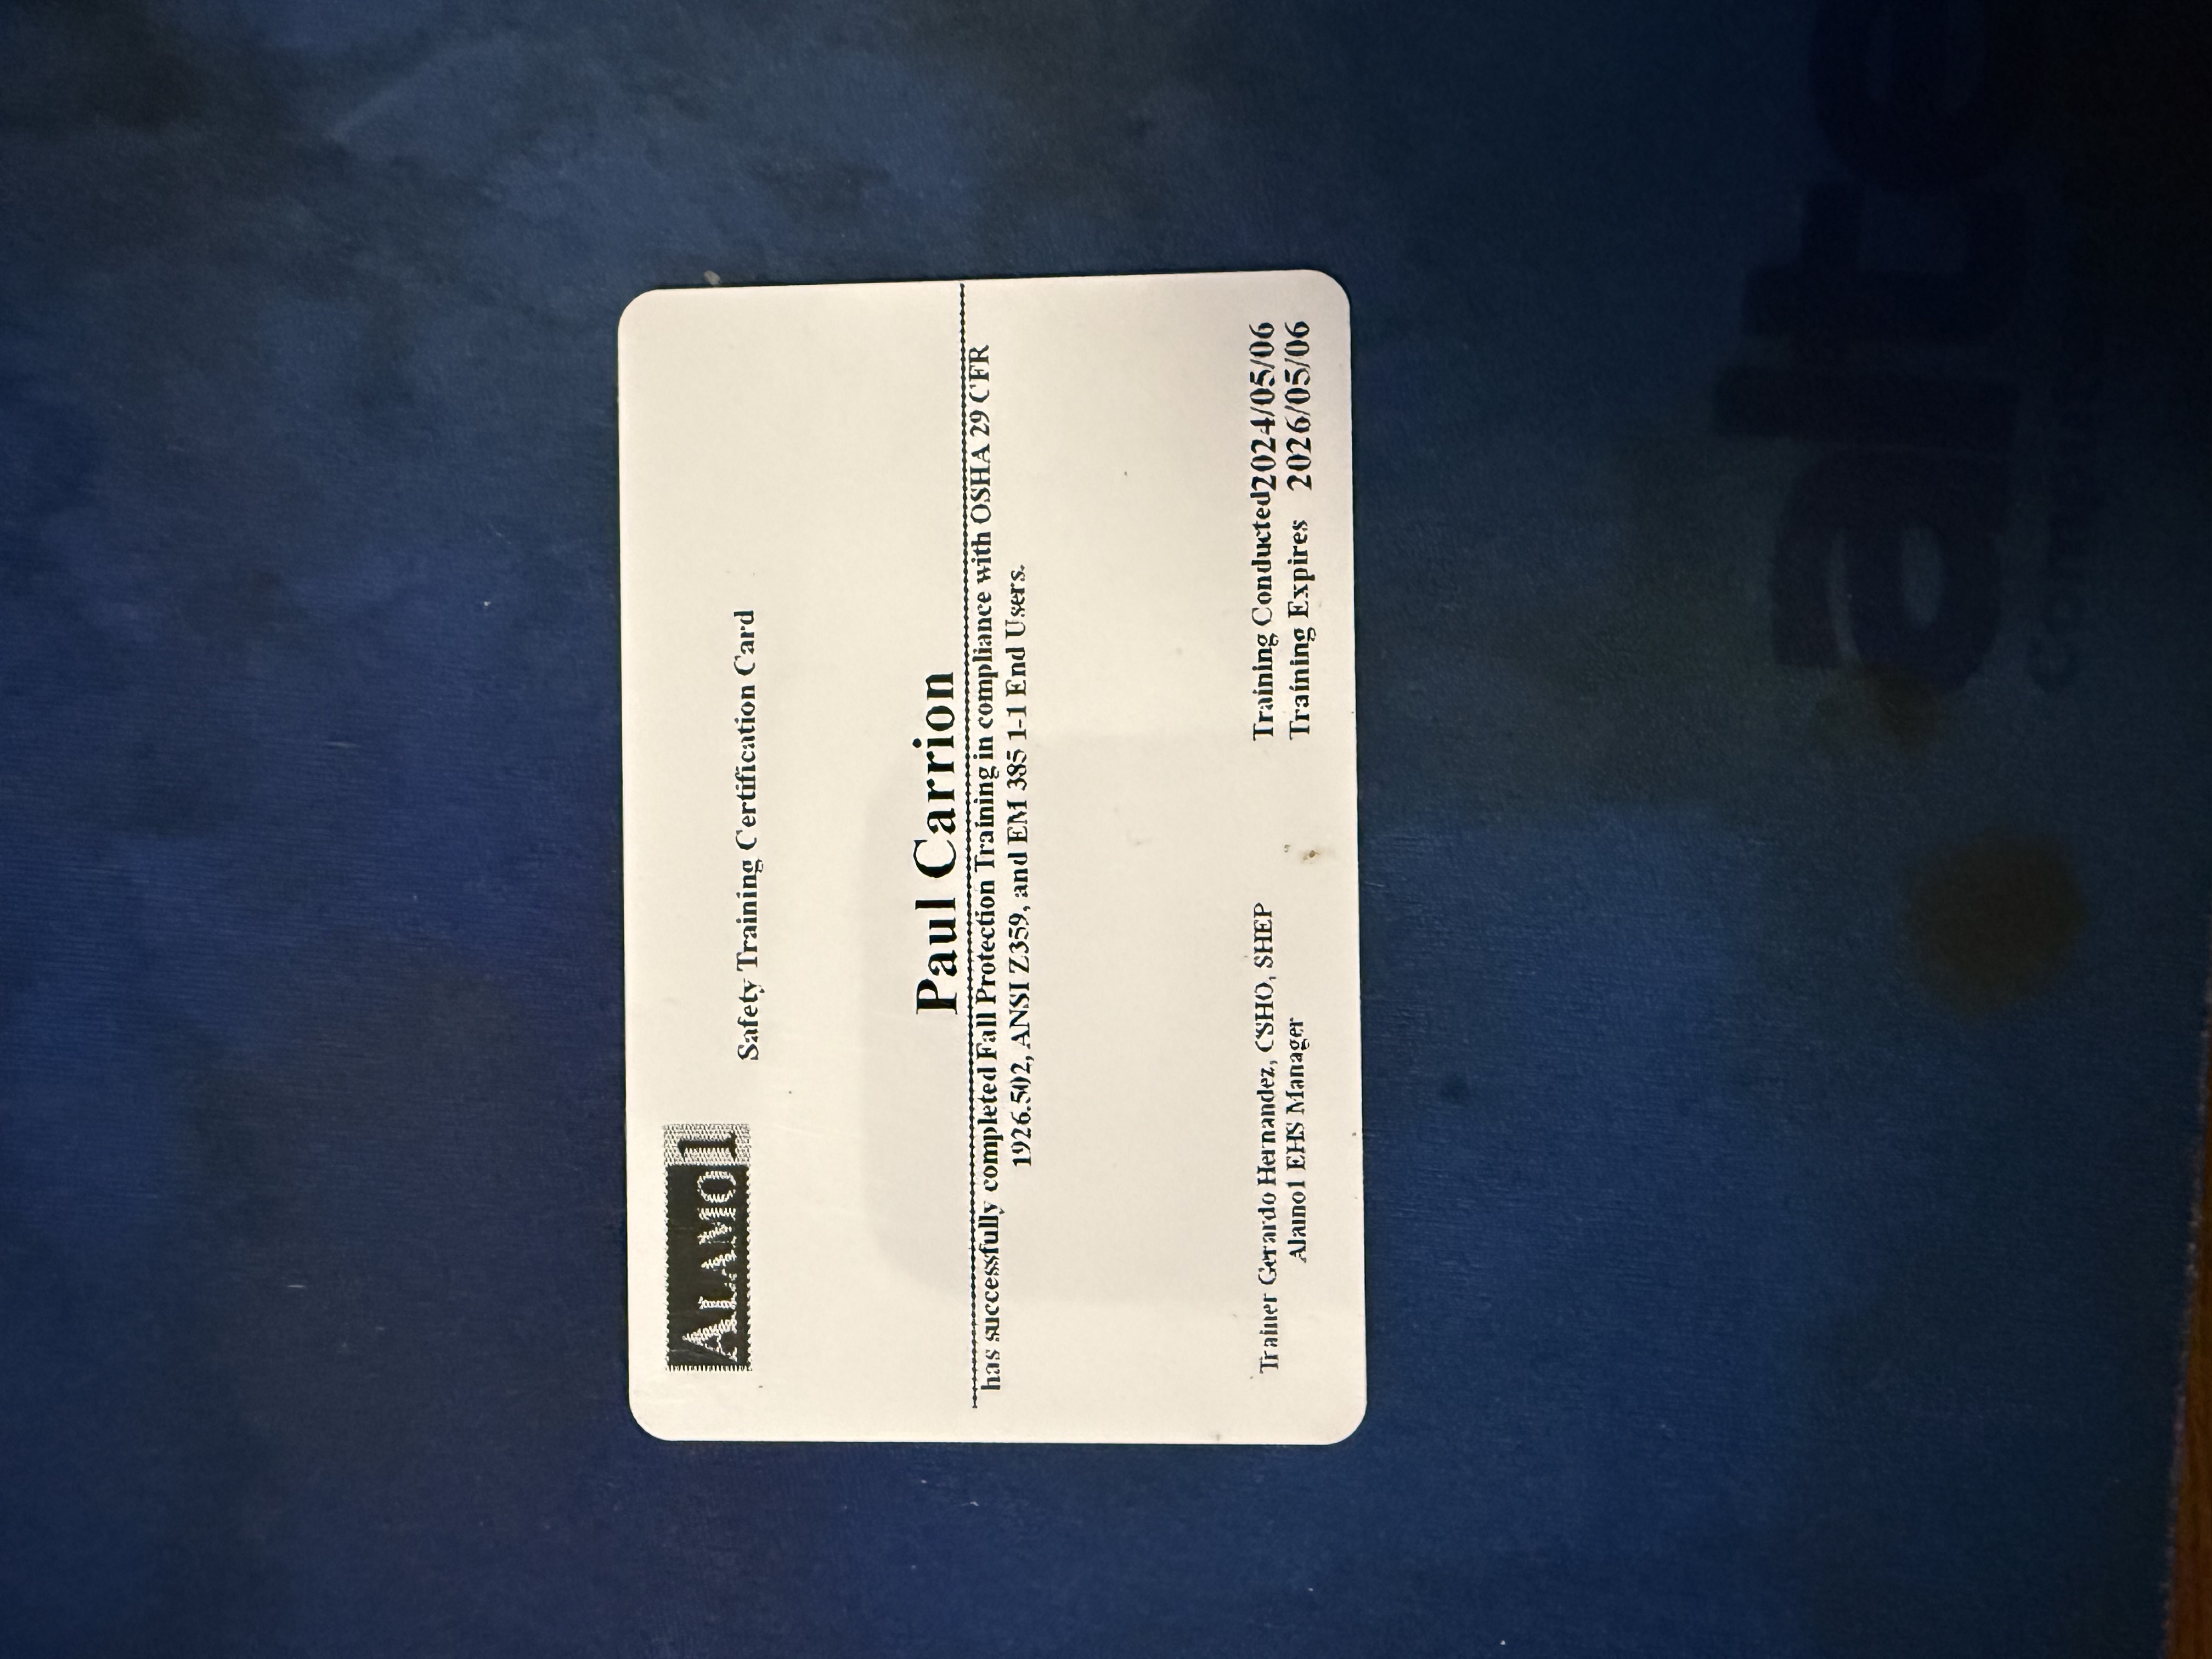 ALAMO1
Safety Training Certification Card
Paul Carrion
has successfully completed Fall Protection Training in compliance with OSHA 29 CFR
1926.502, ANSI Z359, and EM 385 1-1 End Users.
Trainer Gerardo Hernandez, CSHO, SHEP
Alamo1 EHS Manager
Training Conducted 2024/05/06
Training Expires 2026/05/06
alte